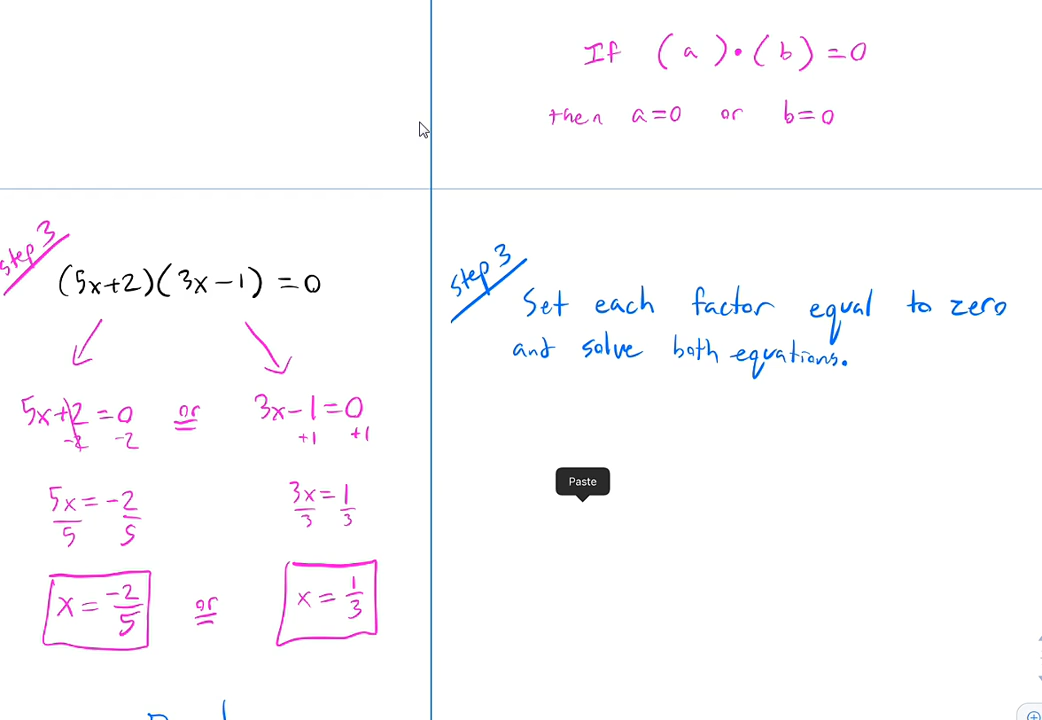 If (a)•(b) = 0
then a=0 or b=0
Step 3
(5x+2)(3x-1) = 0
5x+2 = 0 or 3x-1=0
-2 -2 +1 +1
5x = -2 3x = 1
5 5 3 3
x = -2/5 or x = 1/3
Step 3
Set each factor equal to zero
and solve both equations.
Paste